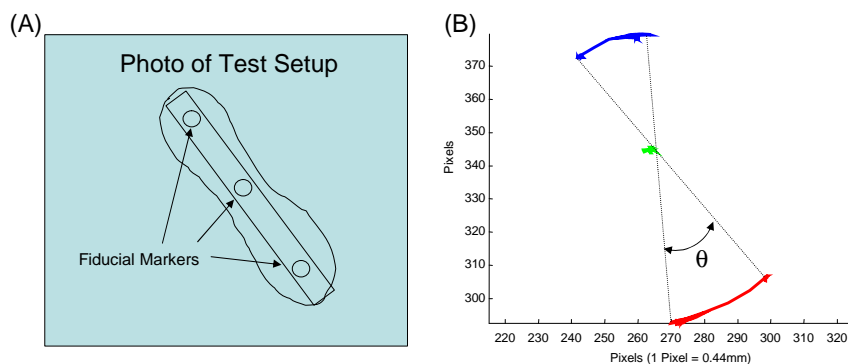 (A)
Photo of Test Setup
Fiducial Markers
(B)
Pixels
370
360
350
340
330
320
310
300
θ
220 230 240 250 260 270 280 290 300 310 320
Pixels (1 Pixel = 0.44mm)